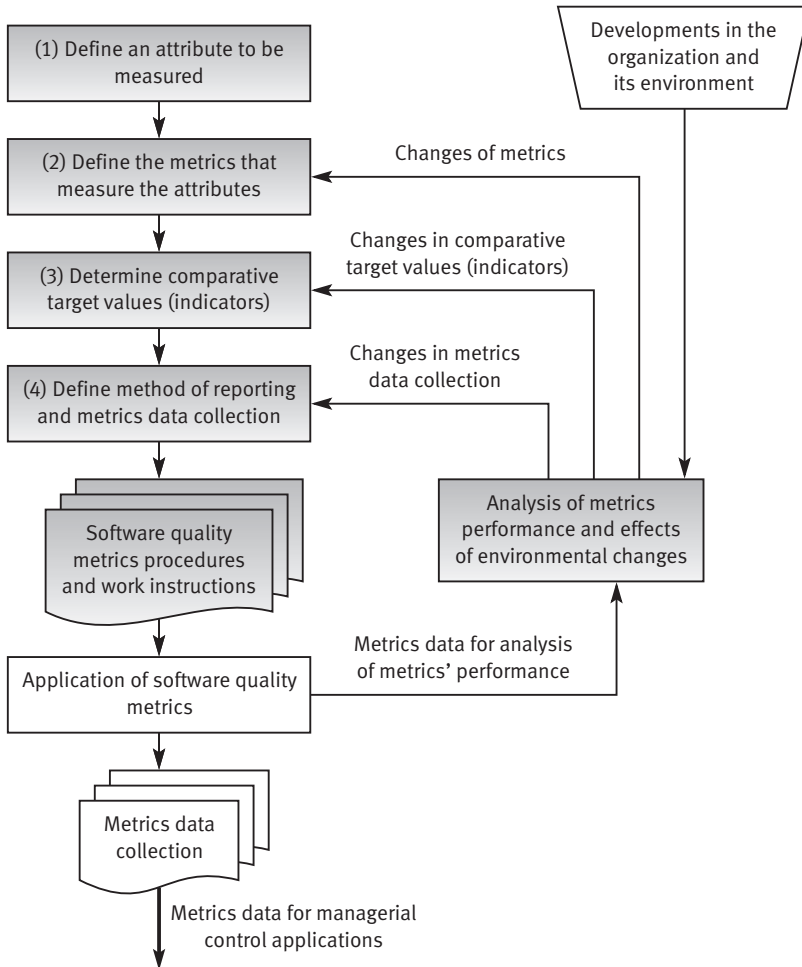 (1) Define an attribute to be
measured
Developments in the
organization and
its environment
(2) Define the metrics that
measure the attributes
Changes of metrics
(3) Determine comparative
target values (indicators)
Changes in comparative
target values (indicators)
(4) Define method of reporting
and metrics data collection
Changes in metrics
data collection
Software quality
metrics procedures
and work instructions
Analysis of metrics
performance and effects
of environmental changes
Application of software quality
metrics
Metrics data for analysis
of metrics’ performance
Metrics data
collection
Metrics data for managerial
control applications